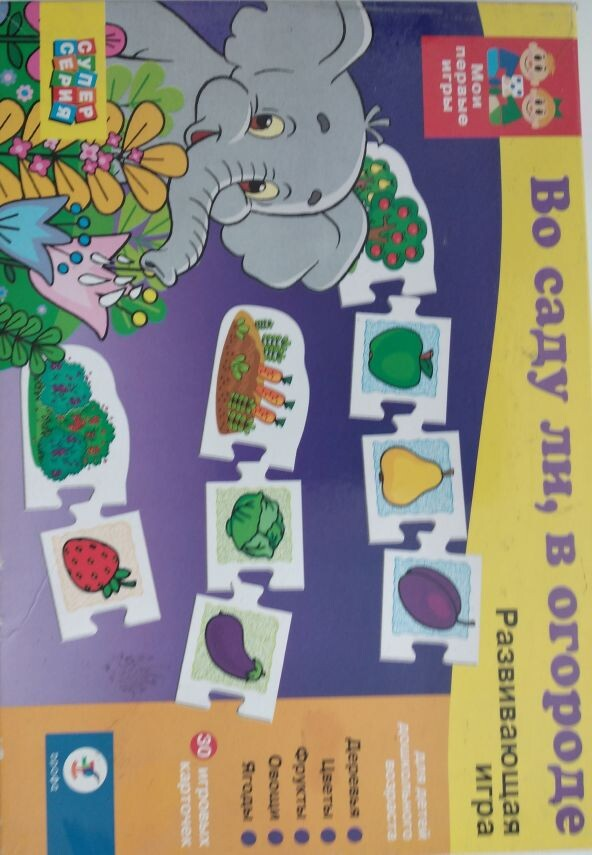 Мои
первые
игры
Во саду ли, в огороде
Развивающая
игра
СУПЕР
СЕРИЯ
для детей
дошкольного
возраста
Деревья
Цветы
Фрукты
Овощи
Ягоды
30 игровых
карточек
дрофа